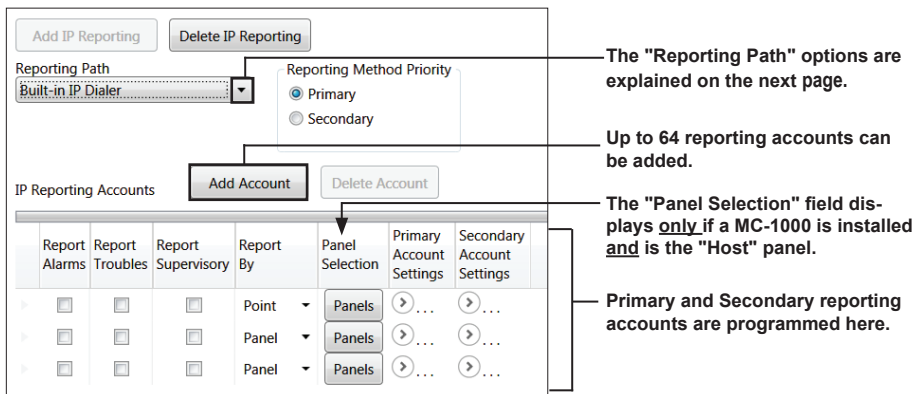 Add IP Reporting Delete IP Reporting
Reporting Path
Built-in IP Dialer
Reporting Method Priority
Primary
Secondary
The "Reporting Path" options are
explained on the next page.
Up to 64 reporting accounts can
be added.
IP Reporting Accounts Add Account Delete Account
The "Panel Selection" field dis-
plays only if a MC-1000 is installed
and is the "Host" panel.
Report Alarms Report Troubles Report Supervisory Report By Panel Selection Primary Account Settings Secondary Account Settings
Point Panels ... ...
Panel Panels ... ...
Panel Panels ... ...
Primary and Secondary reporting
accounts are programmed here.